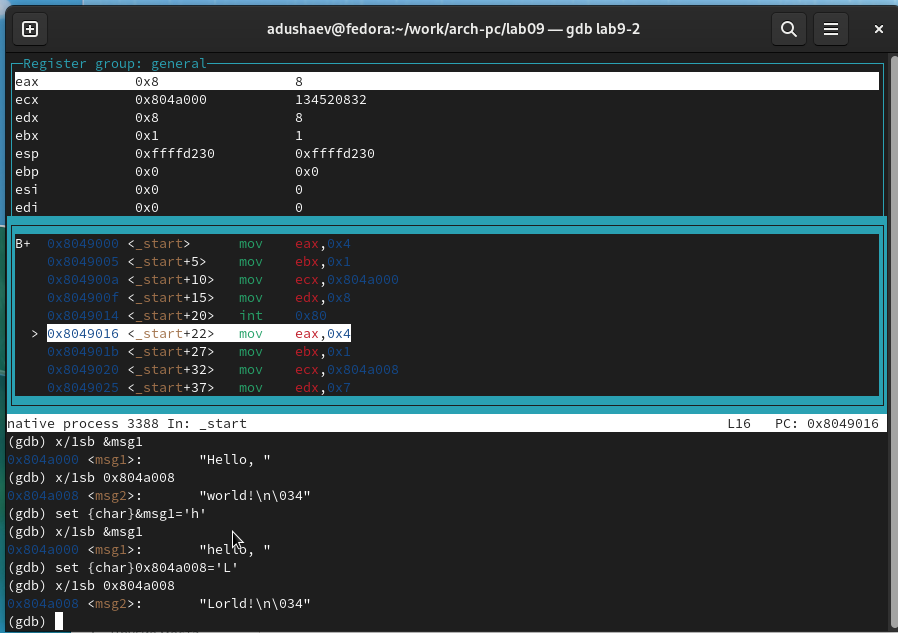 adushaev@fedora:~/work/arch-pc/lab09 — gdb lab9-2
Register group: general
eax 0x8 8
ecx 0x804a000 134520832
edx 0x8 8
ebx 0x1 1
esp 0xffffd230 0xffffd230
ebp 0x0 0x0
esi 0x0 0
edi 0x0 0
B+ 0x8049000 <_start> mov eax,0x4
0x8049005 <_start+5> mov ebx,0x1
0x804900a <_start+10> mov ecx,0x804a000
0x804900f <_start+15> mov edx,0x8
0x8049014 <_start+20> int 0x80
> 0x8049016 <_start+22> mov eax,0x4
0x804901b <_start+27> mov ebx,0x1
0x8049020 <_start+32> mov ecx,0x804a008
0x8049025 <_start+37> mov edx,0x7
native process 3388 In: _start L16 PC: 0x8049016
(gdb) x/1sb &msg1
0x804a000 <msg1>: "Hello, "
(gdb) x/1sb 0x804a008
0x804a008 <msg2>: "world!\n\034"
(gdb) set {char}&msg1='h'
(gdb) x/1sb &msg1
0x804a000 <msg1>: "hello, "
(gdb) set {char}0x804a008='L'
(gdb) x/1sb 0x804a008
0x804a008 <msg2>: "Lorld!\n\034"
(gdb)